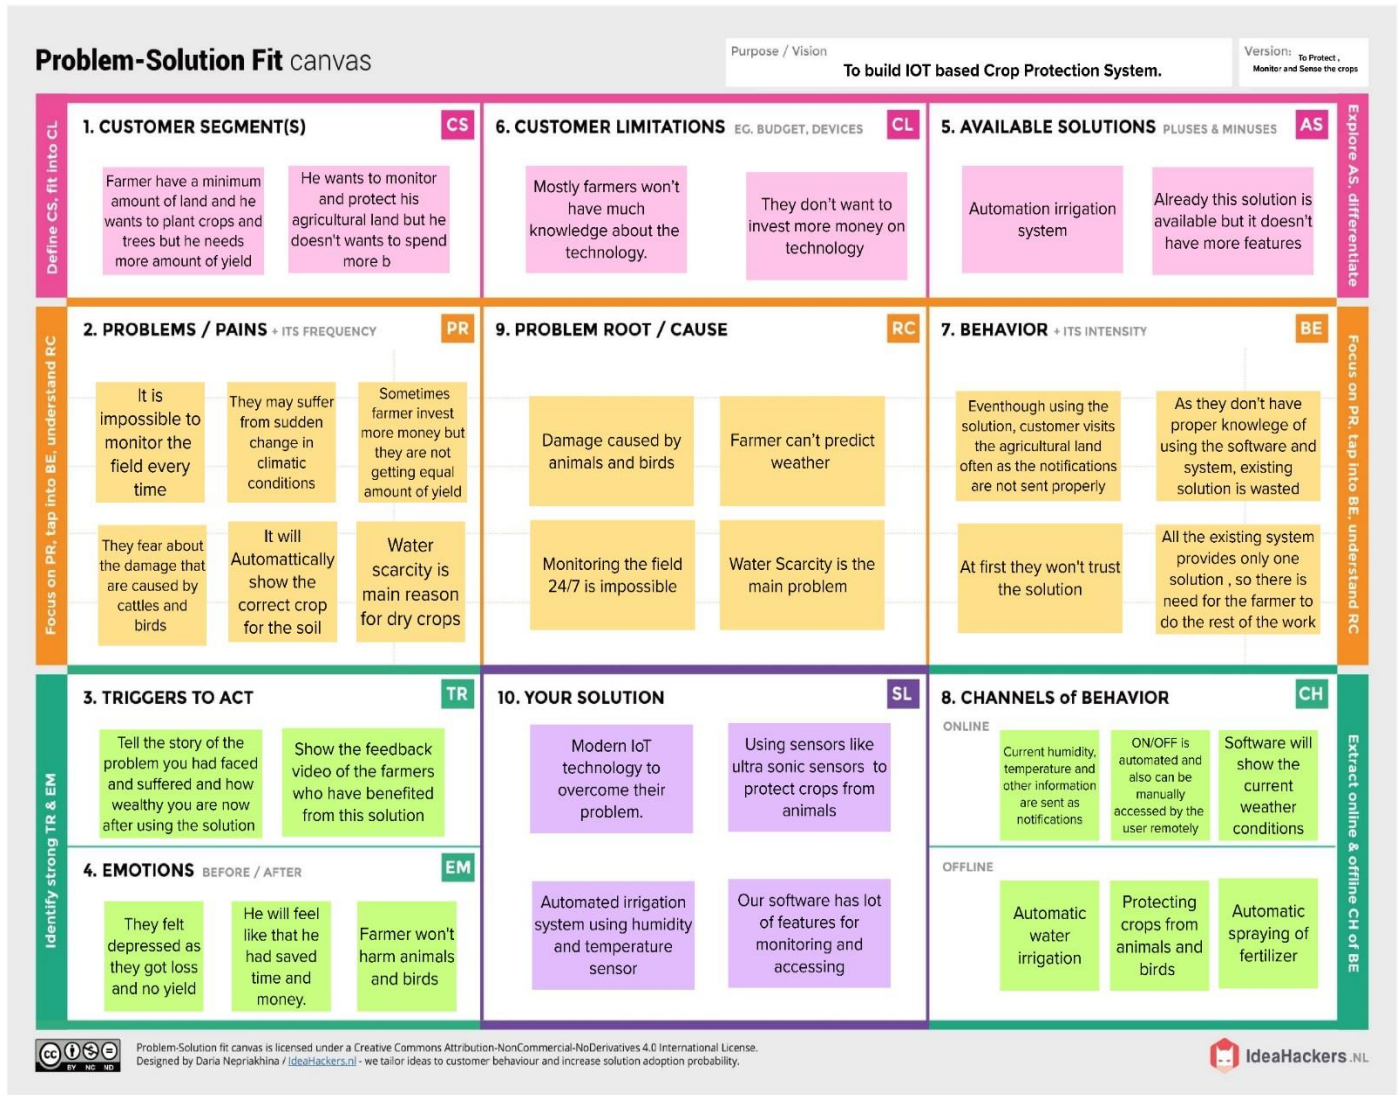 Problem-Solution Fit canvas
Purpose / Vision
To build IOT based Crop Protection System.
Version: To Protect ,
Monitor and Sense the crops
Define CS, fit into CL
1. CUSTOMER SEGMENT(S)
CS
Farmer have a minimum
amount of land and he
wants to plant crops and
trees but he needs
more amount of yield
He wants to monitor
and protect his
agricultural land but he
doesn't wants to spend
more b
6. CUSTOMER LIMITATIONS EG. BUDGET, DEVICES
CL
Mostly farmers won't
have much
knowledge about the
technology.
They don't want to
invest more money on
technology
5. AVAILABLE SOLUTIONS PLUSES & MINUSES
AS
Automation irrigation
system
Already this solution is
available but it doesn't
have more features
Explore AS, differentiate
Focus on PR, tap into BE, understand RC
2. PROBLEMS / PAINS + ITS FREQUENCY
PR
It is
impossible to
monitor the
field every
time
They may suffer
from sudden
change in
climatic
conditions
Sometimes
farmer invest
more money but
they are not
getting equal
amount of yield
They fear about
the damage that
are caused by
cattles and
birds
It will
Automattically
show the
correct crop
for the soil
Water
scarcity is
main reason
for dry crops
9. PROBLEM ROOT / CAUSE
RC
Damage caused by
animals and birds
Farmer can't predict
weather
Monitoring the field
24/7 is impossible
Water Scarcity is the
main problem
7. BEHAVIOR + ITS INTENSITY
BE
Eventhough using the
solution, customer visits
the agricultural land
often as the notifications
are not sent properly
As they don't have
proper knowlege of
using the software and
system, existing
solution is wasted
At first they won't trust
the solution
All the existing system
provides only one
solution , so there is
need for the farmer to
do the rest of the work
Focus on PR, tap into BE, understand RC
Identify strong TR & EM
3. TRIGGERS TO ACT
TR
Tell the story of the
problem you had faced
and suffered and how
wealthy you are now
after using the solution
Show the feedback
video of the farmers
who have benefited
from this solution
4. EMOTIONS BEFORE / AFTER
EM
They felt
depressed as
they got loss
and no yield
He will feel
like that he
had saved
time and
money.
Farmer won't
harm animals
and birds
10. YOUR SOLUTION
SL
Modern IoT
technology to
overcome their
problem.
Using sensors like
ultra sonic sensors to
protect crops from
animals
Automated irrigation
system using humidity
and temperature
sensor
Our software has lot
of features for
monitoring and
accessing
8. CHANNELS of BEHAVIOR
CH
ONLINE
Current humidity,
temperature and
other information
are sent as
notifications
ON/OFF is
automated and
also can be
manually
accessed by the
user remotely
Software will
show the
current
weather
conditions
OFFLINE
Automatic
water
irrigation
Protecting
crops from
animals and
birds
Automatic
spraying of
fertilizer
Extract online & offline CH of BE
cc BY NC ND
Problem-Solution fit canvas is licensed under a Creative Commons Attribution-NonCommercial-NoDerivatives 4.0 International License.
Designed by Daria Nepriakhina / IdeaHackers.nl - we tailor ideas to customer behaviour and increase solution adoption probability.
IdeaHackers.NL